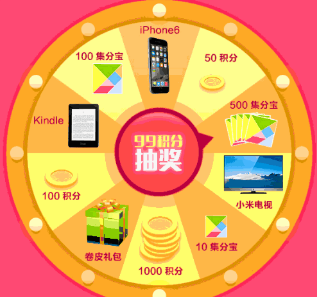 iPhone6
100 集分宝
50 积分
500 集分宝
Kindle
99积分
抽奖
小米电视
100 积分
10 集分宝
卷皮礼包
1000 积分